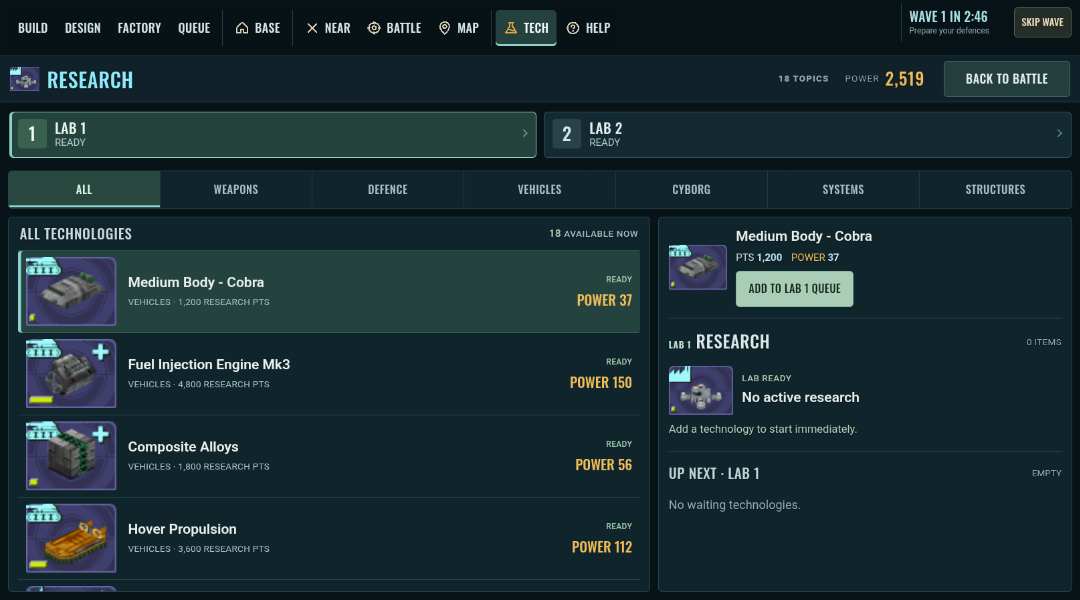 BUILD DESIGN FACTORY QUEUE BASE NEAR BATTLE MAP TECH HELP
WAVE 1 IN 2:46
Prepare your defences
SKIP WAVE
RESEARCH
18 TOPICS POWER 2,519
BACK TO BATTLE
1 LAB 1
READY
2 LAB 2
READY
ALL WEAPONS DEFENCE VEHICLES CYBORG SYSTEMS STRUCTURES
ALL TECHNOLOGIES
18 AVAILABLE NOW
Medium Body - Cobra
VEHICLES · 1,200 RESEARCH PTS
READY
POWER 37
Fuel Injection Engine Mk3
VEHICLES · 4,800 RESEARCH PTS
READY
POWER 150
Composite Alloys
VEHICLES · 1,800 RESEARCH PTS
READY
POWER 56
Hover Propulsion
VEHICLES · 3,600 RESEARCH PTS
READY
POWER 112
Medium Body - Cobra
PTS 1,200 POWER 37
ADD TO LAB 1 QUEUE
LAB 1 RESEARCH
0 ITEMS
LAB READY
No active research
Add a technology to start immediately.
UP NEXT · LAB 1
EMPTY
No waiting technologies.